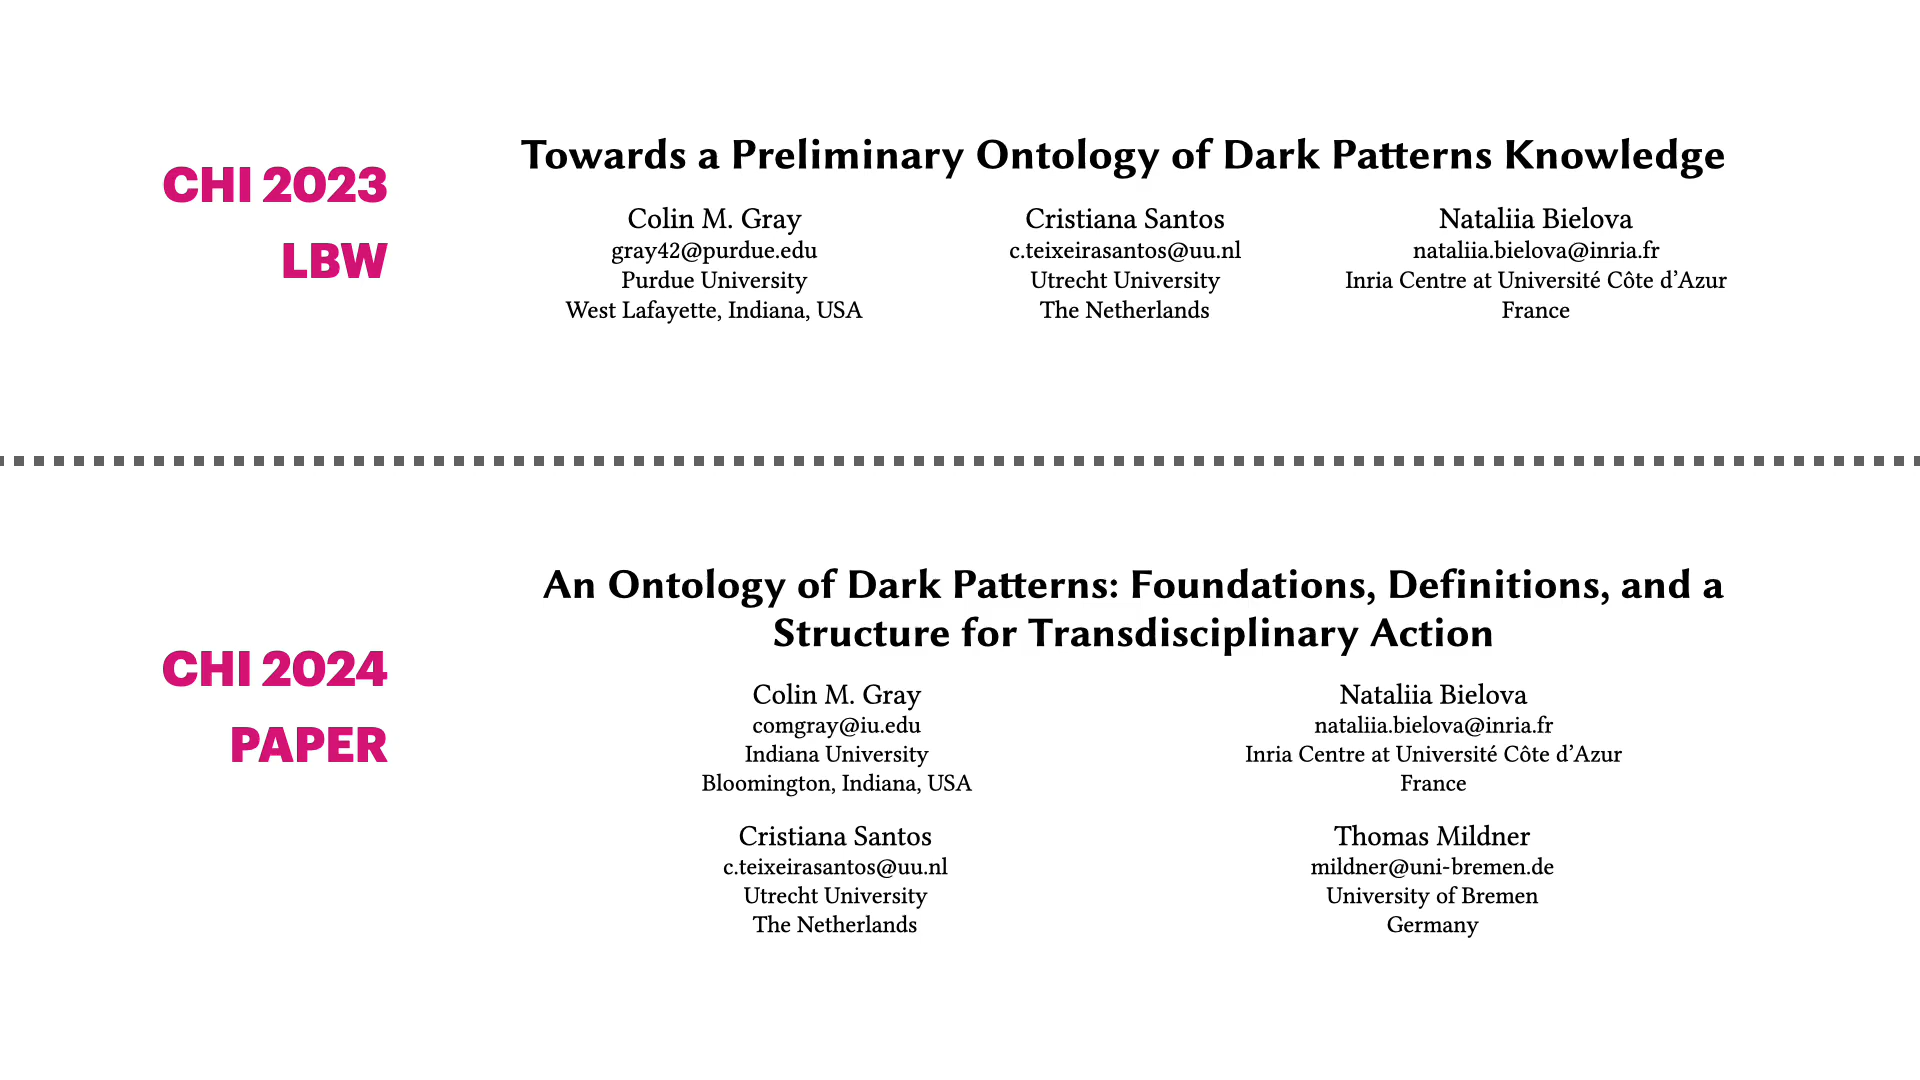 CHI 2023
LBW
Towards a Preliminary Ontology of Dark Patterns Knowledge
Colin M. Gray
gray42@purdue.edu
Purdue University
West Lafayette, Indiana, USA
Cristiana Santos
c.teixeirasantos@uu.nl
Utrecht University
The Netherlands
Nataliia Bielova
nataliia.bielova@inria.fr
Inria Centre at Université Côte d'Azur
France
CHI 2024
PAPER
An Ontology of Dark Patterns: Foundations, Definitions, and a
Structure for Transdisciplinary Action
Colin M. Gray
comgray@iu.edu
Indiana University
Bloomington, Indiana, USA
Nataliia Bielova
nataliia.bielova@inria.fr
Inria Centre at Université Côte d'Azur
France
Cristiana Santos
c.teixeirasantos@uu.nl
Utrecht University
The Netherlands
Thomas Mildner
mildner@uni-bremen.de
University of Bremen
Germany